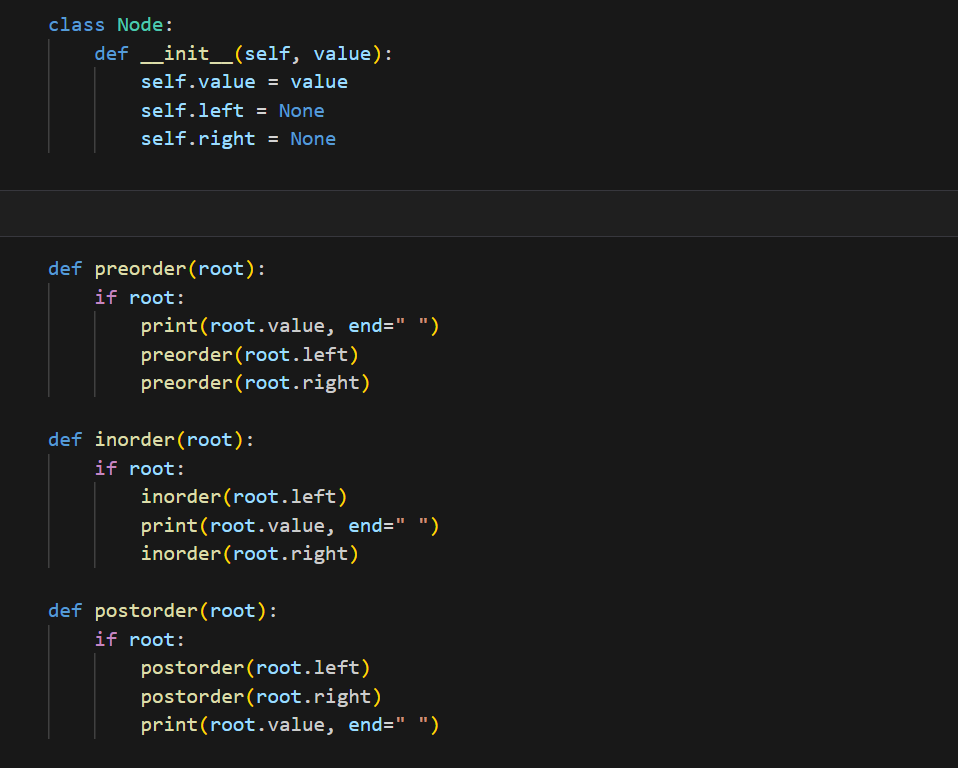 class Node:
    def __init__(self, value):
        self.value = value
        self.left = None
        self.right = None
def preorder(root):
    if root:
        print(root.value, end=" ")
        preorder(root.left)
        preorder(root.right)
def inorder(root):
    if root:
        inorder(root.left)
        print(root.value, end=" ")
        inorder(root.right)
def postorder(root):
    if root:
        postorder(root.left)
        postorder(root.right)
        print(root.value, end=" ")